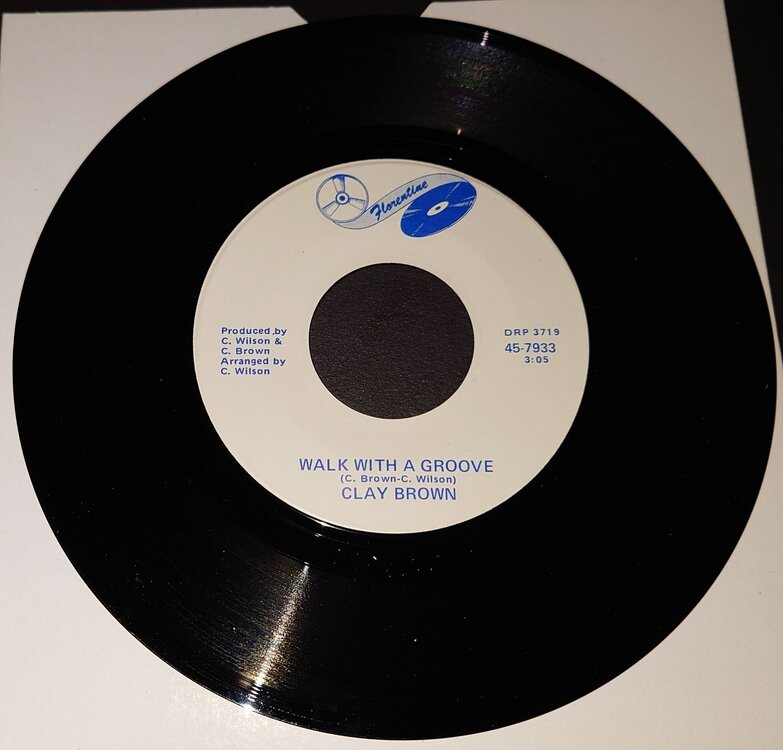 Florentine
Produced by
C. Wilson &
C. Brown
Arranged by
C. Wilson
DRP 3719
45-7933
3:05
WALK WITH A GROOVE
(C. Brown-C. Wilson)
CLAY BROWN